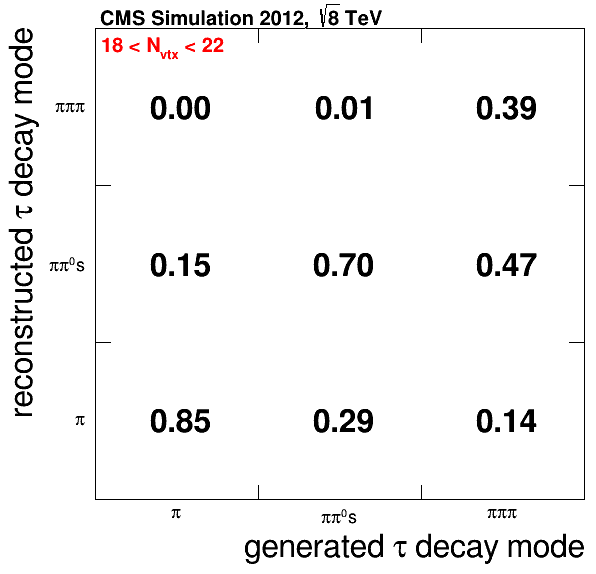 CMS Simulation 2012, √8 TeV
18 < Nvtx < 22
reconstructed τ decay mode
πππ
0.00 0.01 0.39
ππ⁰s
0.15 0.70 0.47
π
0.85 0.29 0.14
π ππ⁰s πππ
generated τ decay mode